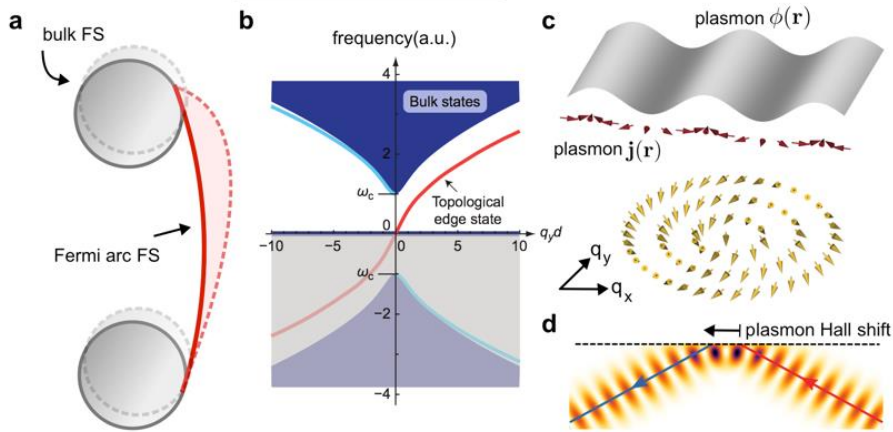 a
bulk FS
Fermi arc FS
b
frequency(a.u.)
4
Bulk states
2
ω_c
0
Topological
edge state
−10
−5
0
5
10
q_y d
ω_c
−2
−4
c
plasmon ϕ(r)
plasmon j(r)
q_y
q_x
d
plasmon Hall shift